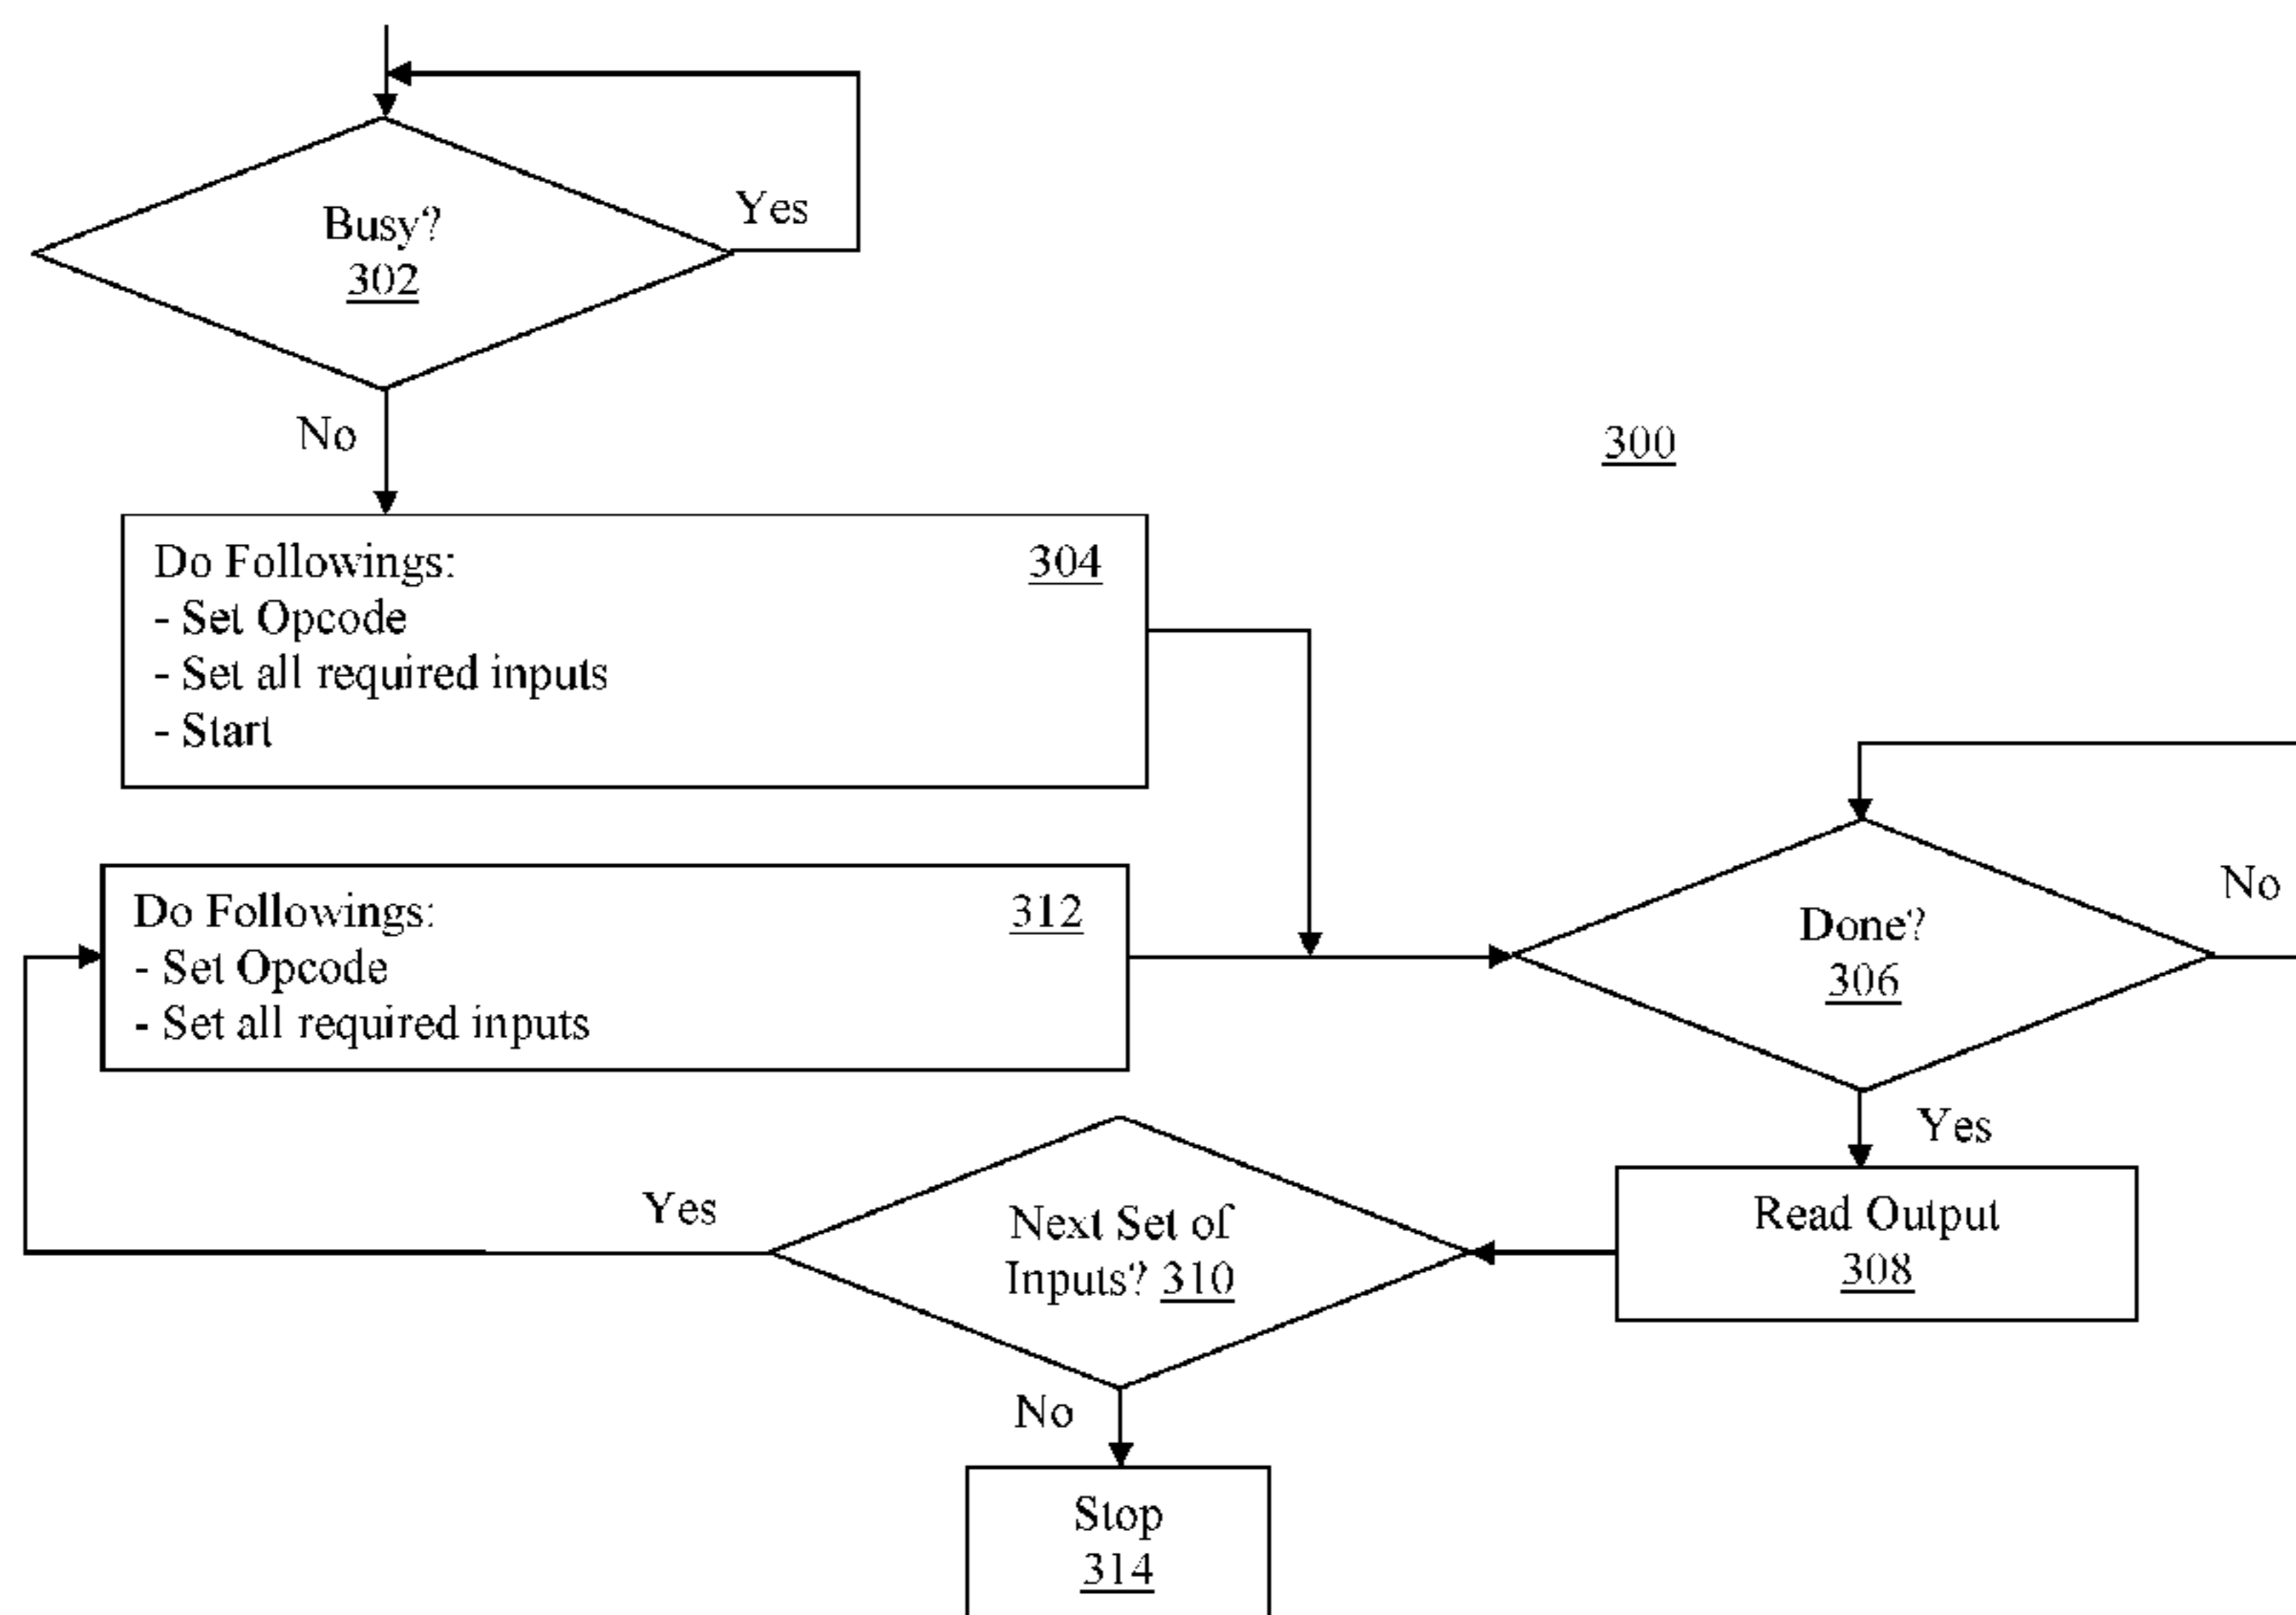 Busy?
302
Yes
No
300
Do Followings:
304
- Set Opcode
- Set all required inputs
- Start
Do Followings:
312
- Set Opcode
- Set all required inputs
Done?
306
No
Yes
Read Output
308
Next Set of
Inputs? 310
Yes
No
Stop
314